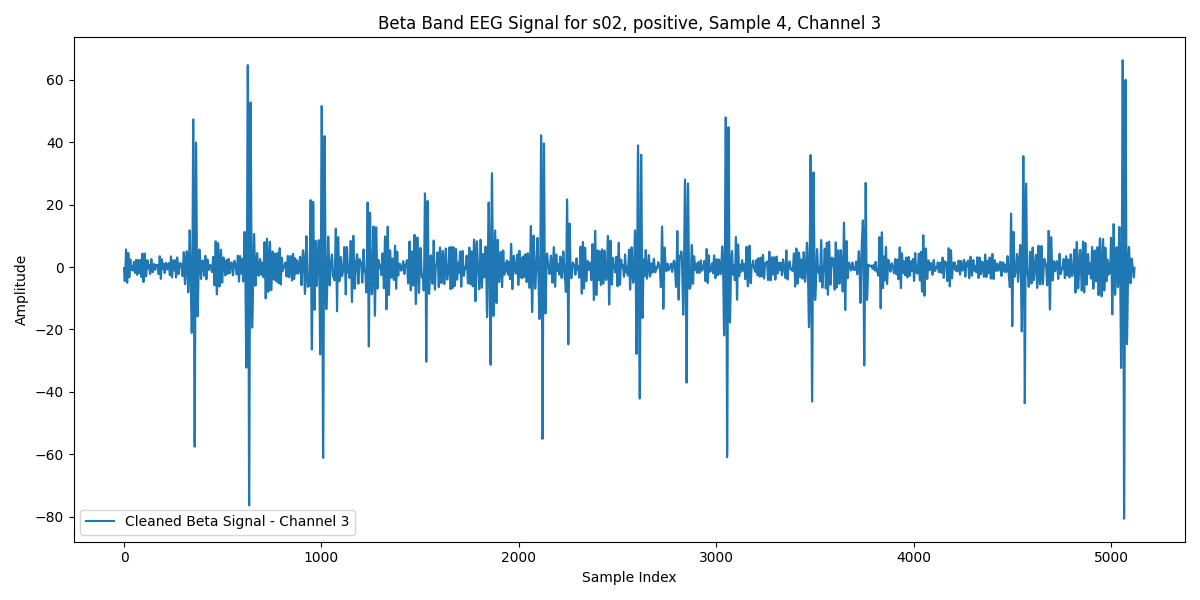 Beta Band EEG Signal for s02, positive, Sample 4, Channel 3
Amplitude
60
40
20
0
−20
−40
−60
−80
Cleaned Beta Signal - Channel 3
0 1000 2000 3000 4000 5000
Sample Index